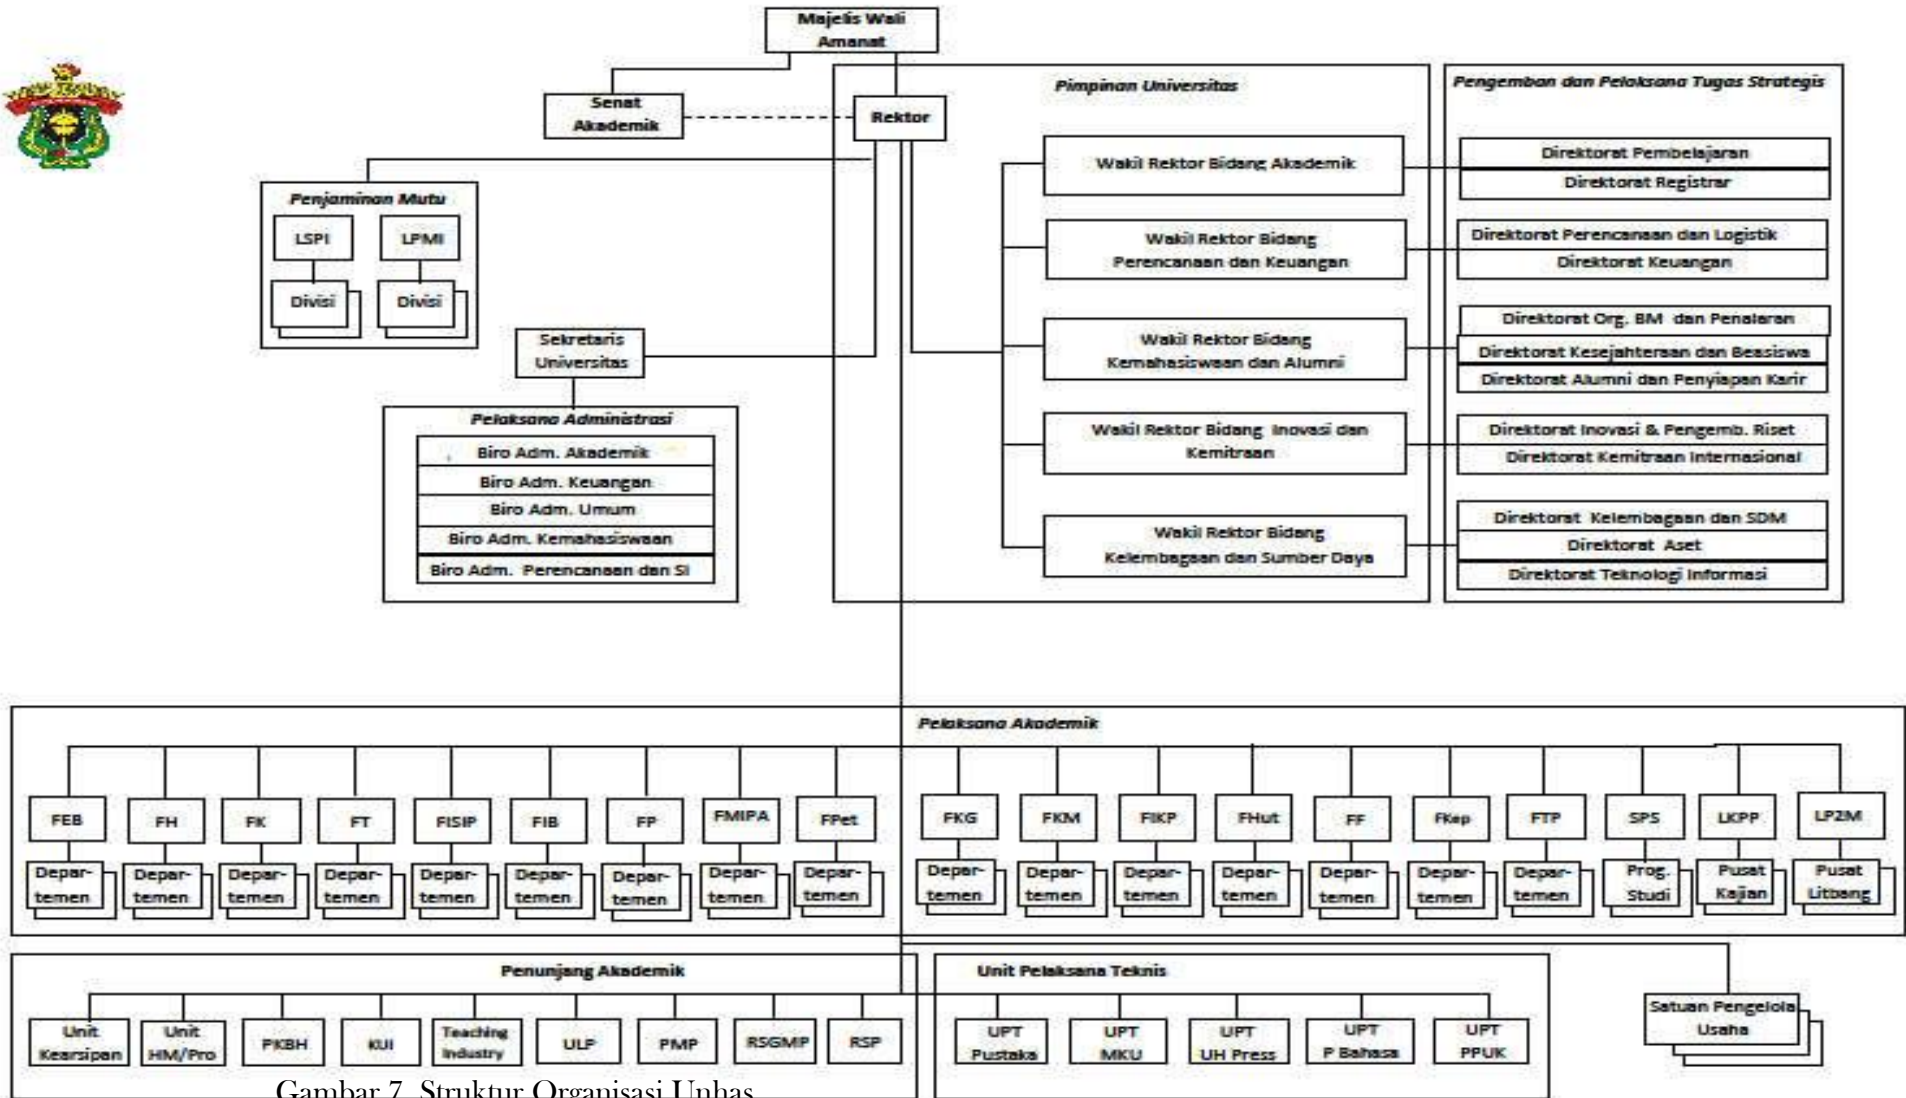 Majelis Wali
Amanat
Senat
Akademik
Rektor
Pimpinan Universitas
Pengemban dan Pelaksana Tugas Strategis
Wakil Rektor Bidang Akademik
Direktorat Pembelajaran
Direktorat Registrar
Wakil Rektor Bidang
Perencanaan dan Keuangan
Direktorat Perencanaan dan Logistik
Direktorat Keuangan
Wakil Rektor Bidang
Kemahasiswaan dan Alumni
Direktorat Org. BM dan Penalaran
Direktorat Kesejahteraan dan Beasiswa
Direktorat Alumni dan Penyiapan Karir
Wakil Rektor Bidang Inovasi dan
Kemitraan
Direktorat Inovasi & Pengemb. Riset
Direktorat Kemitraan Internasional
Wakil Rektor Bidang
Kelembagaan dan Sumber Daya
Direktorat Kelembagaan dan SDM
Direktorat Aset
Direktorat Teknologi Informasi
Penjaminan Mutu
LSPI
LPMI
Divisi
Divisi
Sekretaris
Universitas
Pelaksana Administrasi
Biro Adm. Akademik
Biro Adm. Keuangan
Biro Adm. Umum
Biro Adm. Kemahasiswaan
Biro Adm. Perencanaan dan SI
Pelaksana Akademik
FEB
FH
FK
FT
FISIP
FIB
FP
FMIPA
FPet
FKG
FKM
FIKP
FHut
FF
FKep
FTP
SPS
LKPP
LP2M
Depar-
temen
Depar-
temen
Depar-
temen
Depar-
temen
Depar-
temen
Depar-
temen
Depar-
temen
Depar-
temen
Depar-
temen
Depar-
temen
Depar-
temen
Depar-
temen
Depar-
temen
Depar-
temen
Depar-
temen
Depar-
temen
Prog.
Studi
Pusat
Kajian
Pusat
Litbang
Penunjang Akademik
Unit
Kearsipan
Unit
HM/Pro
PKBH
KUI
Teaching
Industry
ULP
PMP
RSGMP
RSP
Unit Pelaksana Teknis
UPT
Pustaka
UPT
MKU
UPT
UH Press
UPT
P Bahasa
UPT
PPUK
Satuan Pengelola
Usaha
Gambar 7. Struktur Organisasi Unhas